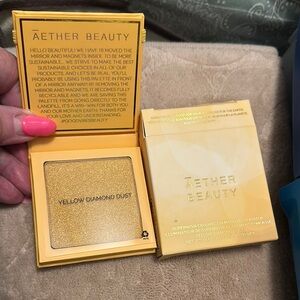 ÆTHER BEAUTY
HELLO BEAUTIFUL! WE HAVE REMOVED THE
MIRROR AND MAGNETS INSIDE TO BE MORE
SUSTAINABLE... WE STRIVE TO MAKE THE BEST
SUSTAINABLE CHOICES IN ALL OF OUR
PRODUCTS, AND LET'S BE REAL, YOU'LL
PROBABLY BE USING THIS PALETTE IN FRONT
OF A MIRROR ANYWAY! BY REMOVING THE
MIRROR AND MAGNETS, IT BECOMES FULLY
RECYCLABLE AND WE ARE SAVING THIS
PALETTE FROM GOING DIRECTLY TO THE
LANDFILL. IT'S A WIN-WIN FOR BOTH YOU
AND OUR MOTHER EARTH. THANKS FOR
YOUR LOVE AND UNDERSTANDING.
YELLOW DIAMOND DUST
ÆTHER
BEAUTY